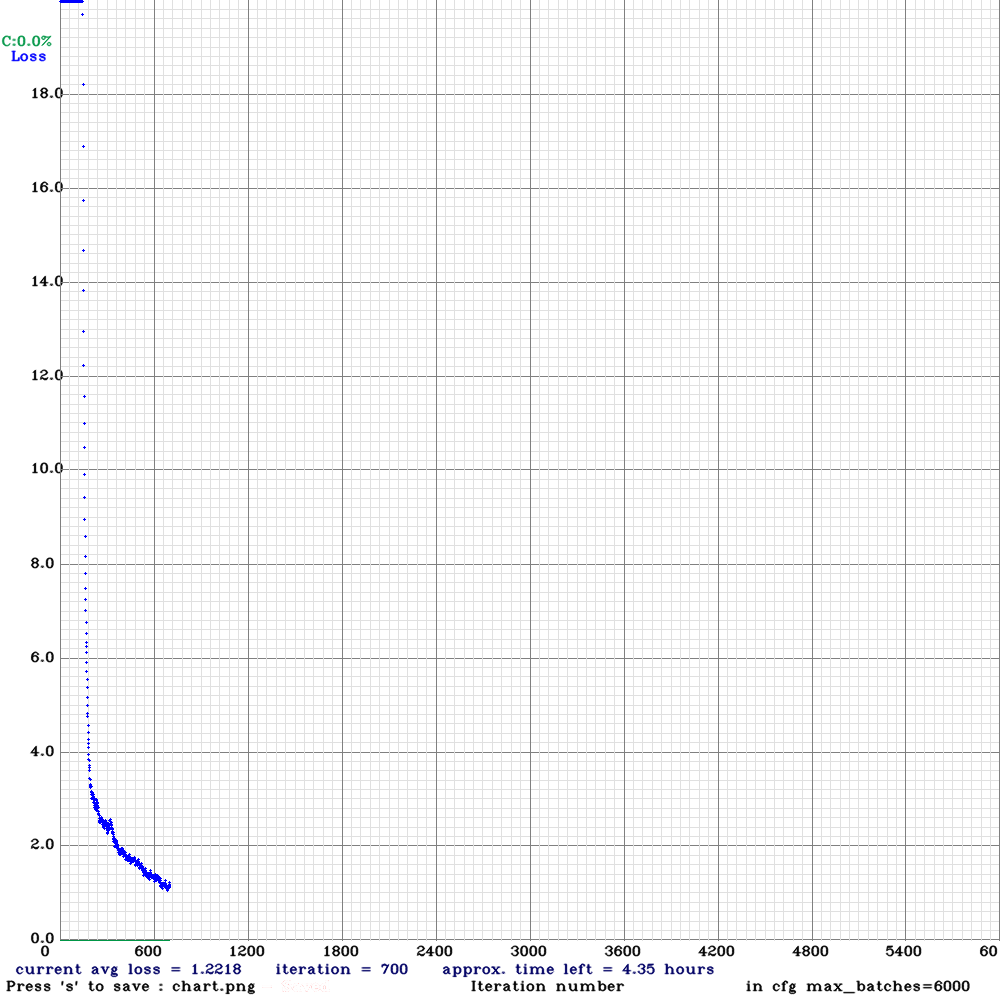 C:0.0%
Loss
18.0
16.0
14.0
12.0
10.0
8.0
6.0
4.0
2.0
0.0
0 600 1200 1800 2400 3000 3600 4200 4800 5400 60
current avg loss = 1.2218 iteration = 700 approx. time left = 4.35 hours
Press 's' to save : chart.png Iteration number in cfg max_batches=6000